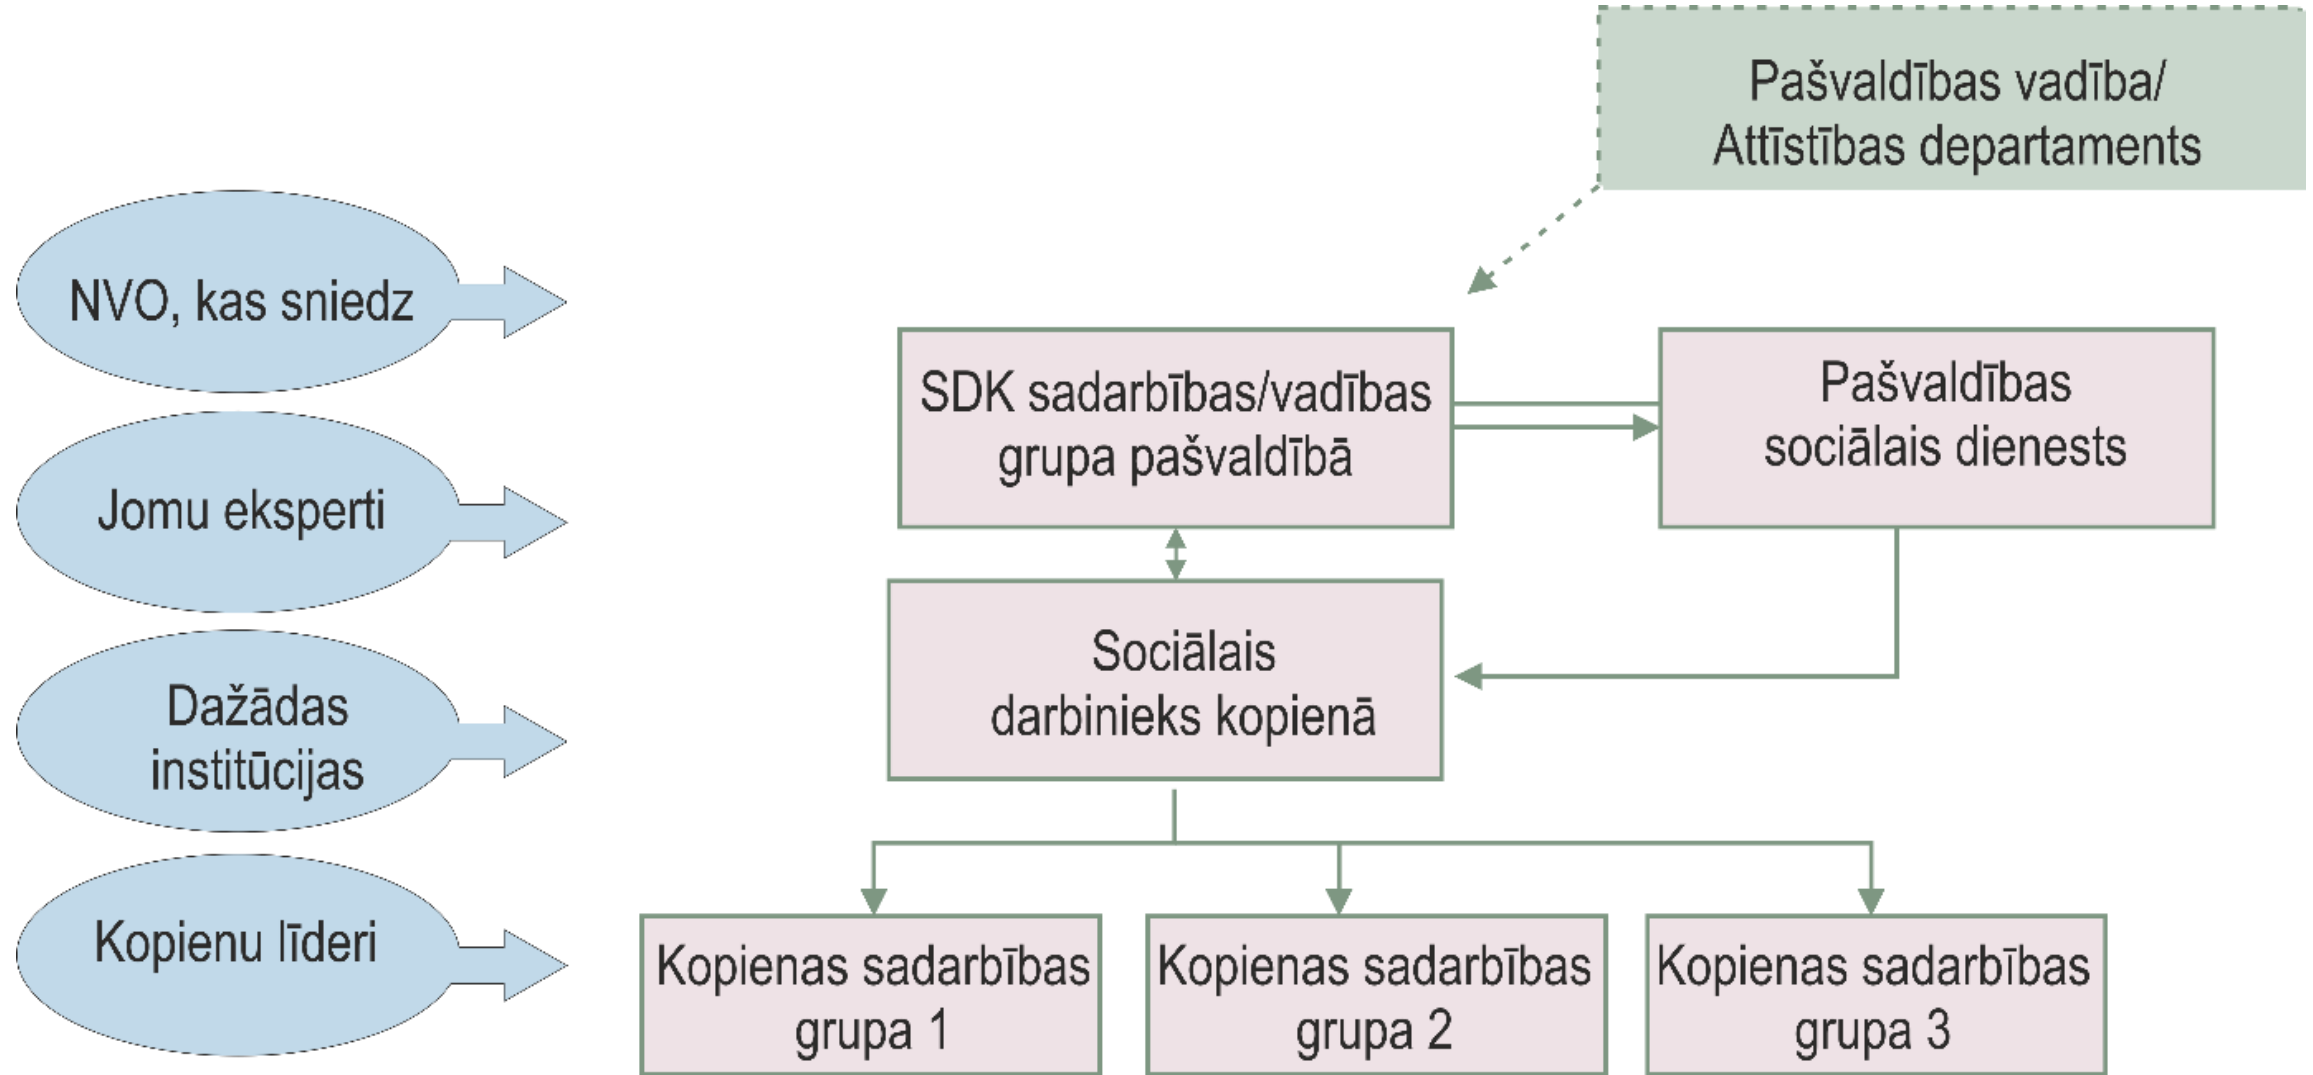 Pašvaldības vadība/
Attīstības departaments
NVO, kas sniedz
Jomu eksperti
Dažādas
institūcijas
Kopienu līderi
SDK sadarbības/vadības
grupa pašvaldībā
Pašvaldības
sociālais dienests
Sociālais
darbinieks kopienā
Kopienas sadarbības
grupa 1
Kopienas sadarbības
grupa 2
Kopienas sadarbības
grupa 3